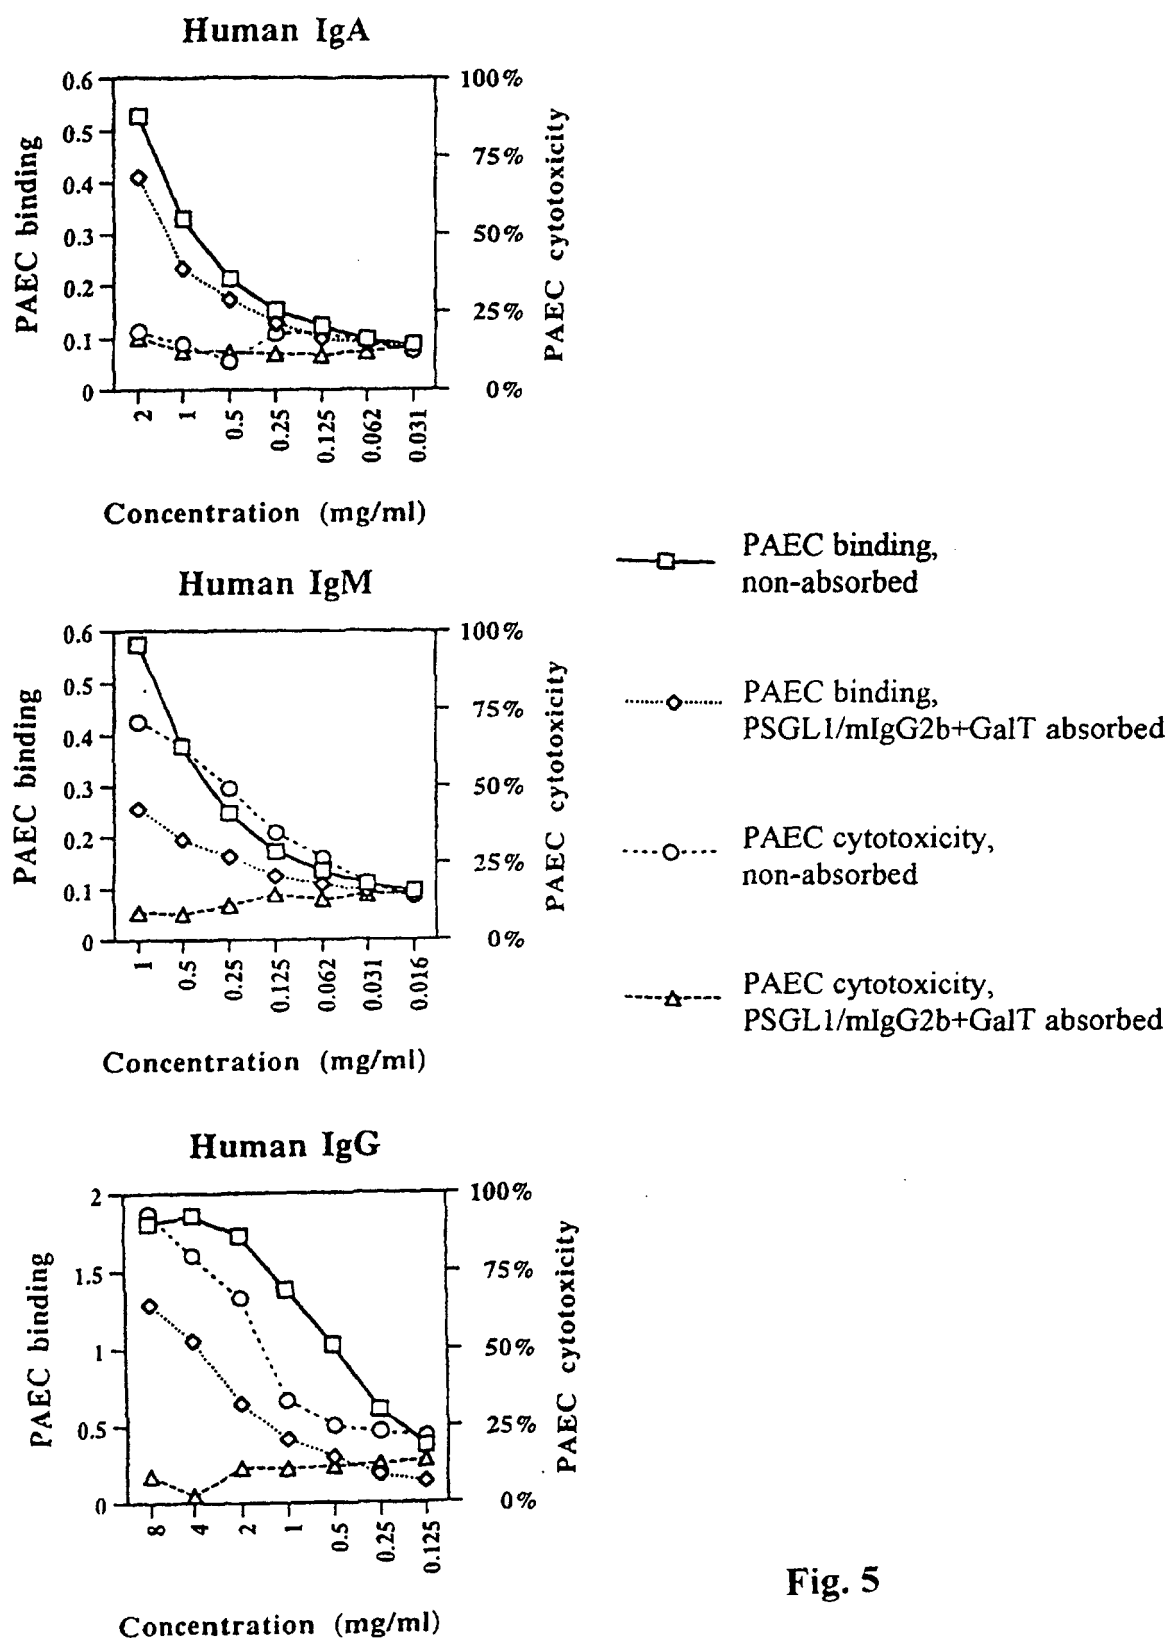 Human IgA
0.6
0.5
0.4
0.3
0.2
0.1
0
PAEC binding
100%
75%
50%
25%
0%
PAEC cytotoxicity
2
1
0.5
0.25
0.125
0.062
0.031
Concentration (mg/ml)
Human IgM
0.6
0.5
0.4
0.3
0.2
0.1
0
PAEC binding
100%
75%
50%
25%
0%
PAEC cytotoxicity
1
0.5
0.25
0.125
0.062
0.031
0.016
Concentration (mg/ml)
PAEC binding,
non-absorbed
PAEC binding,
PSGL1/mIgG2b+GalT absorbed
PAEC cytotoxicity,
non-absorbed
PAEC cytotoxicity,
PSGL1/mIgG2b+GalT absorbed
Human IgG
2
1.5
1
0.5
0
PAEC binding
100%
75%
50%
25%
0%
PAEC cytotoxicity
8
4
2
1
0.5
0.25
0.125
Concentration (mg/ml)
Fig. 5